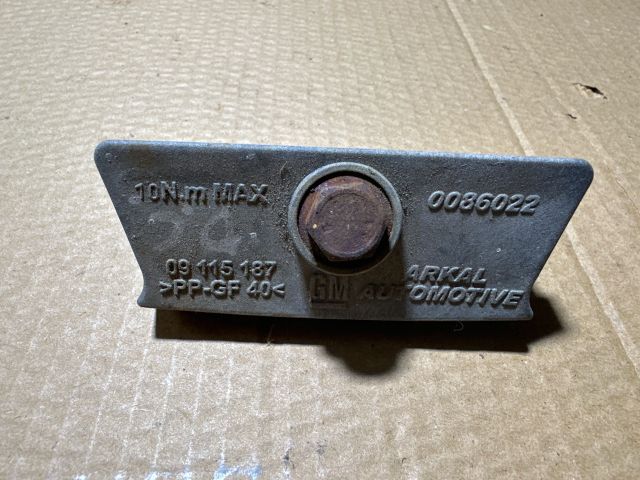 10N.m MAX
0086022
09 115 187
>PP-GF 40<
GM
ARKAL
AUTOMOTIVE